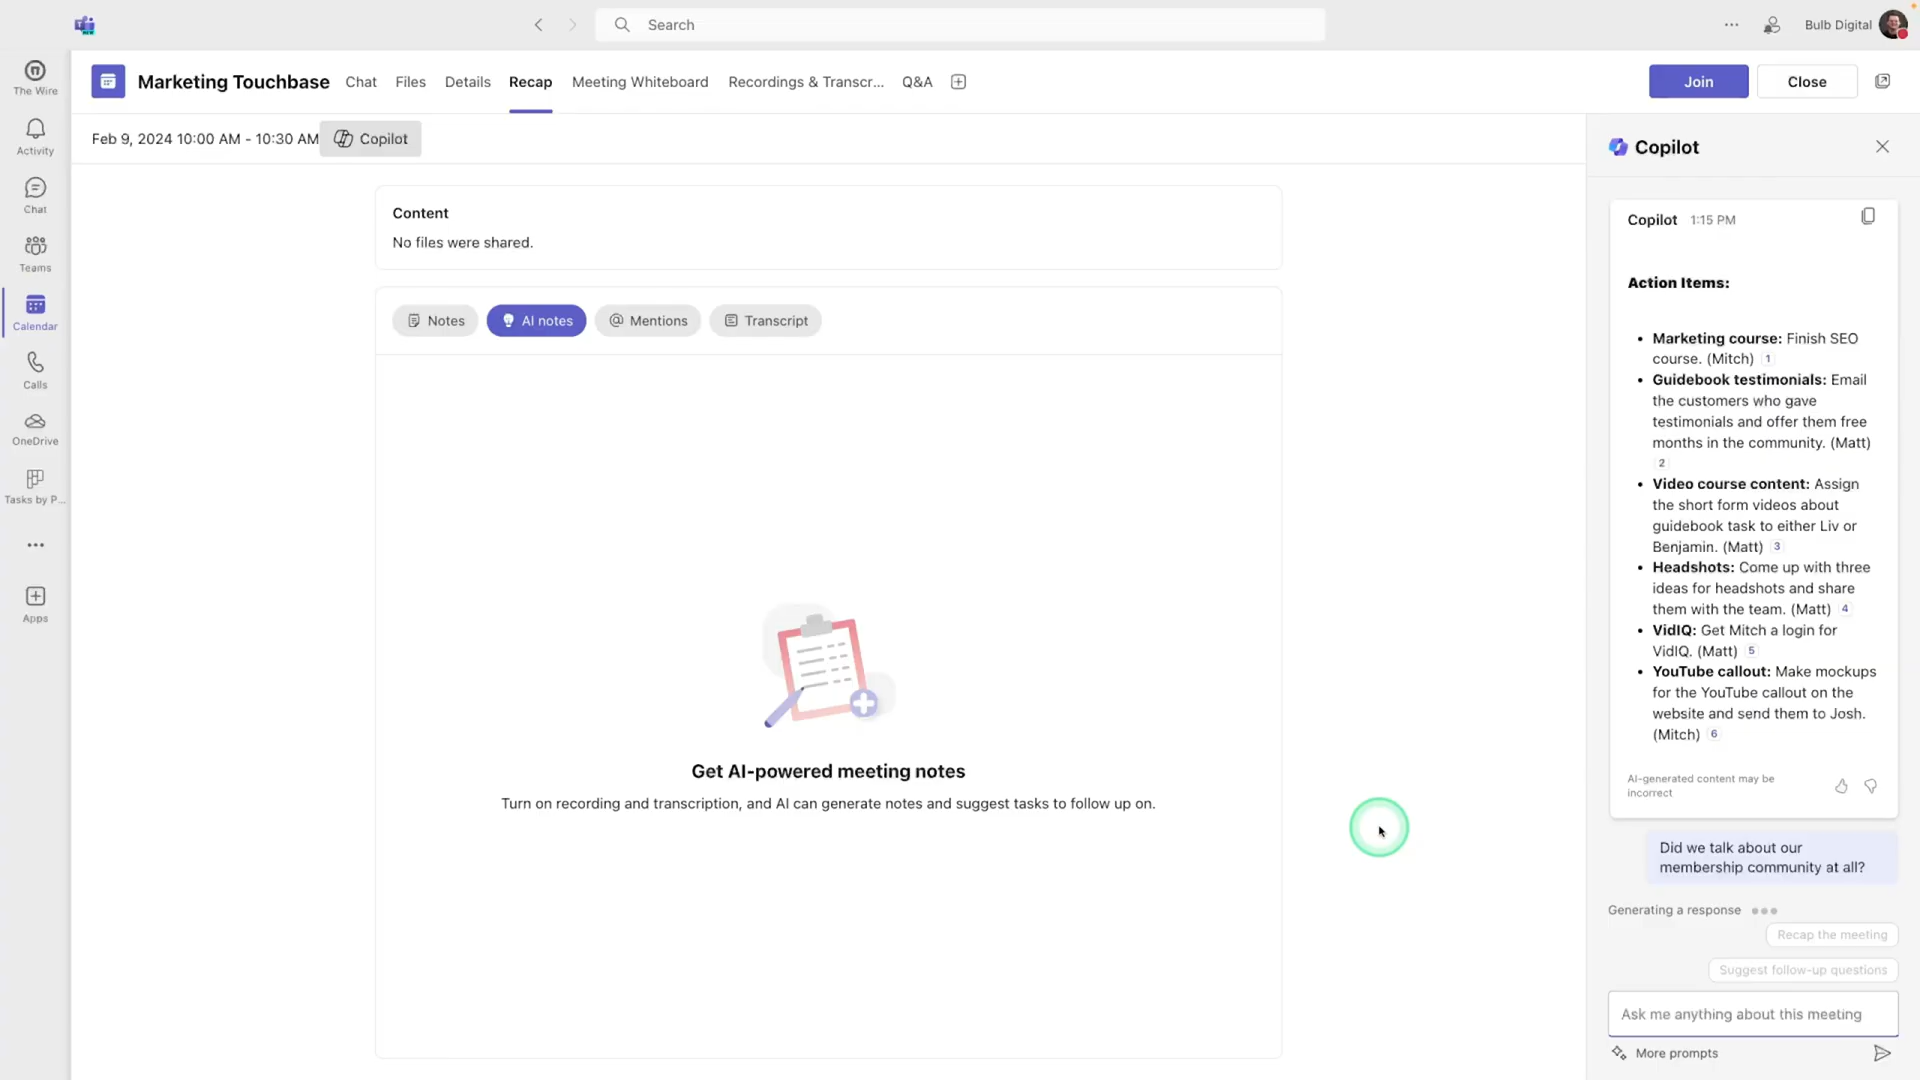 Search
Bulb Digital
NEW
The Wire
Activity
Chat
Teams
Calendar
Calls
OneDrive
Tasks by P...
Apps
Marketing Touchbase
Chat
Files
Details
Recap
Meeting Whiteboard
Recordings & Transcr...
Q&A
Join
Close
Feb 9, 2024 10:00 AM - 10:30 AM
Copilot
Content
No files were shared.
Notes
AI notes
Mentions
Transcript
Get AI-powered meeting notes
Turn on recording and transcription, and AI can generate notes and suggest tasks to follow up on.
Copilot
Copilot 1:15 PM
Action Items:
• Marketing course: Finish SEO
course. (Mitch) 1
• Guidebook testimonials: Email
the customers who gave
testimonials and offer them free
months in the community. (Matt)
2
• Video course content: Assign
the short form videos about
guidebook task to either Liv or
Benjamin. (Matt) 3
• Headshots: Come up with three
ideas for headshots and share
them with the team. (Matt) 4
• VidIQ: Get Mitch a login for
VidIQ. (Matt) 5
• YouTube callout: Make mockups
for the YouTube callout on the
website and send them to Josh.
(Mitch) 6
AI-generated content may be
incorrect
Did we talk about our
membership community at all?
Generating a response
Recap the meeting
Suggest follow-up questions
Ask me anything about this meeting
More prompts